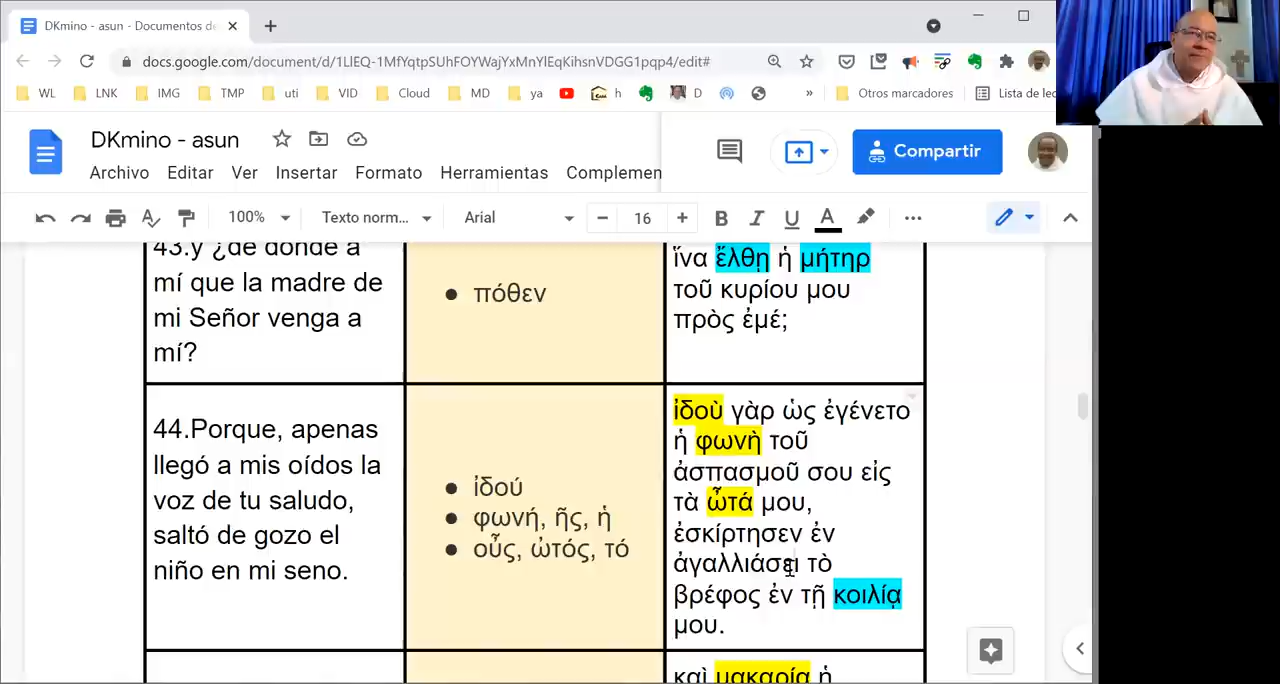 DKmino - asun - Documentos de
docs.google.com/document/d/1LlEQ-1MfYqtpSUhFOYWajYxMnYlEqKihsnVDGG1pqp4/edit#
WL LNK IMG TMP uti VID Cloud MD ya h D » Otros marcadores Lista de lec
DKmino - asun
Compartir
Archivo Editar Ver Insertar Formato Herramientas Complemen
100% Texto norm... Arial 16 B I U A
43.y ¿de dónde a
mí que la madre de
mi Señor venga a
mí?
πόθεν
ἵνα ἔλθῃ ἡ μήτηρ
τοῦ κυρίου μου
πρὸς ἐμέ;
44.Porque, apenas
llegó a mis oídos la
voz de tu saludo,
saltó de gozo el
niño en mi seno.
ἰδού
φωνή, ῆς, ἡ
οὖς, ὠτός, τό
ἰδοὺ γὰρ ὡς ἐγένετο
ἡ φωνὴ τοῦ
ἀσπασμοῦ σου εἰς
τὰ ὦτά μου,
ἐσκίρτησεν ἐν
ἀγαλλιάσει τὸ
βρέφος ἐν τῇ κοιλίᾳ
μου.
καὶ μακαρία ἡ